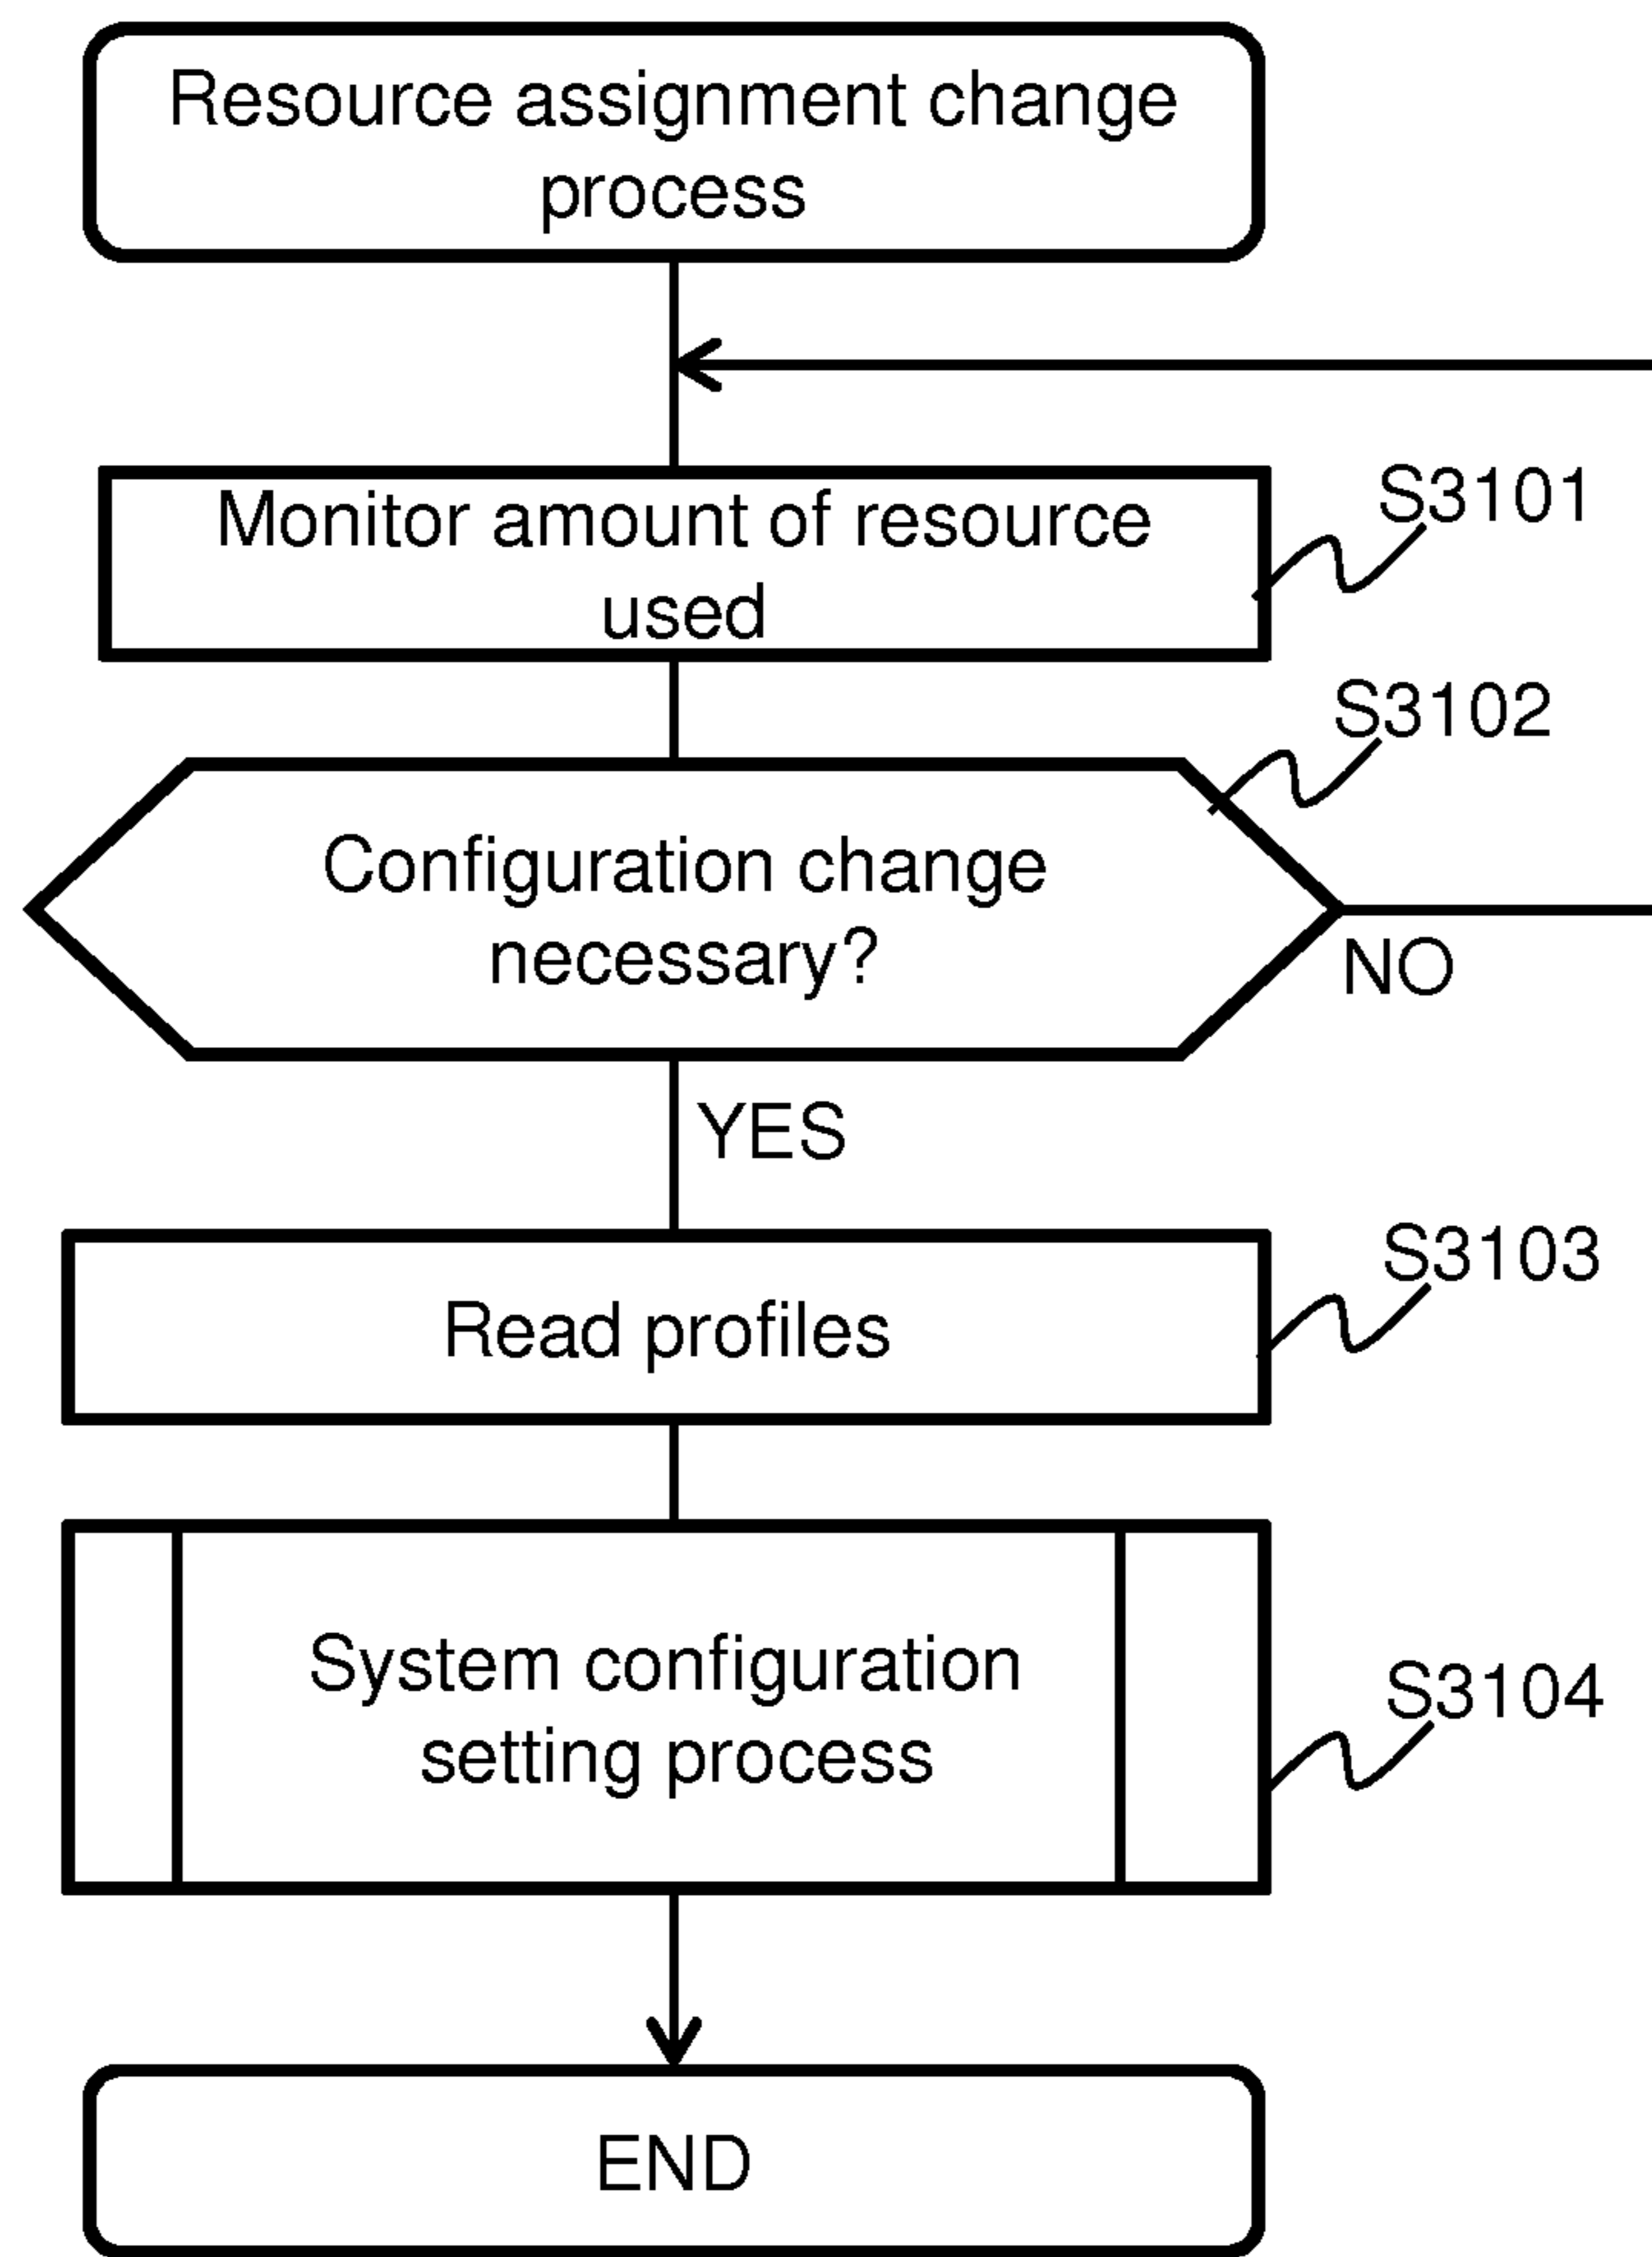 Resource assignment change
process
Monitor amount of resource
used
S3101
S3102
Configuration change
necessary?
NO
YES
S3103
Read profiles
System configuration
setting process
S3104
END